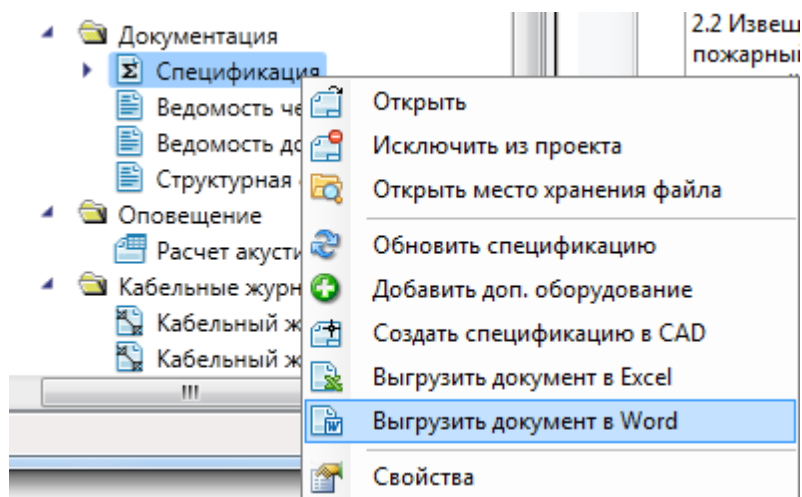 Документация
Спецификация
Ведомость че
Ведомость до
Структурная
Оповещение
Расчет акусти
Кабельные журн
Кабельный ж
Кабельный ж
2.2 Извещ
пожарны
Открыть
Исключить из проекта
Открыть место хранения файла
Обновить спецификацию
Добавить доп. оборудование
Создать спецификацию в CAD
Выгрузить документ в Excel
Выгрузить документ в Word
Свойства